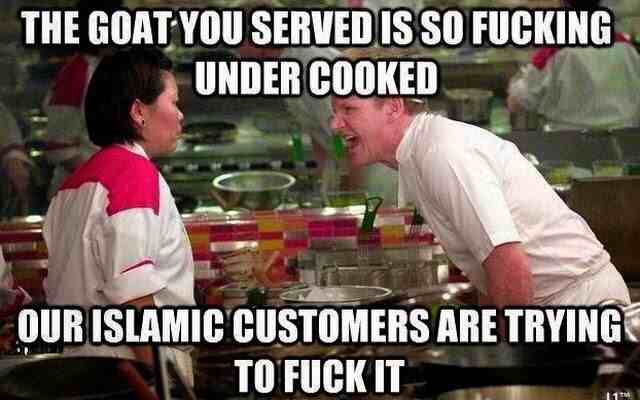 THE GOAT YOU SERVED IS SO FUCKING
UNDER COOKED
OUR ISLAMIC CUSTOMERS ARE TRYING
TO FUCK IT